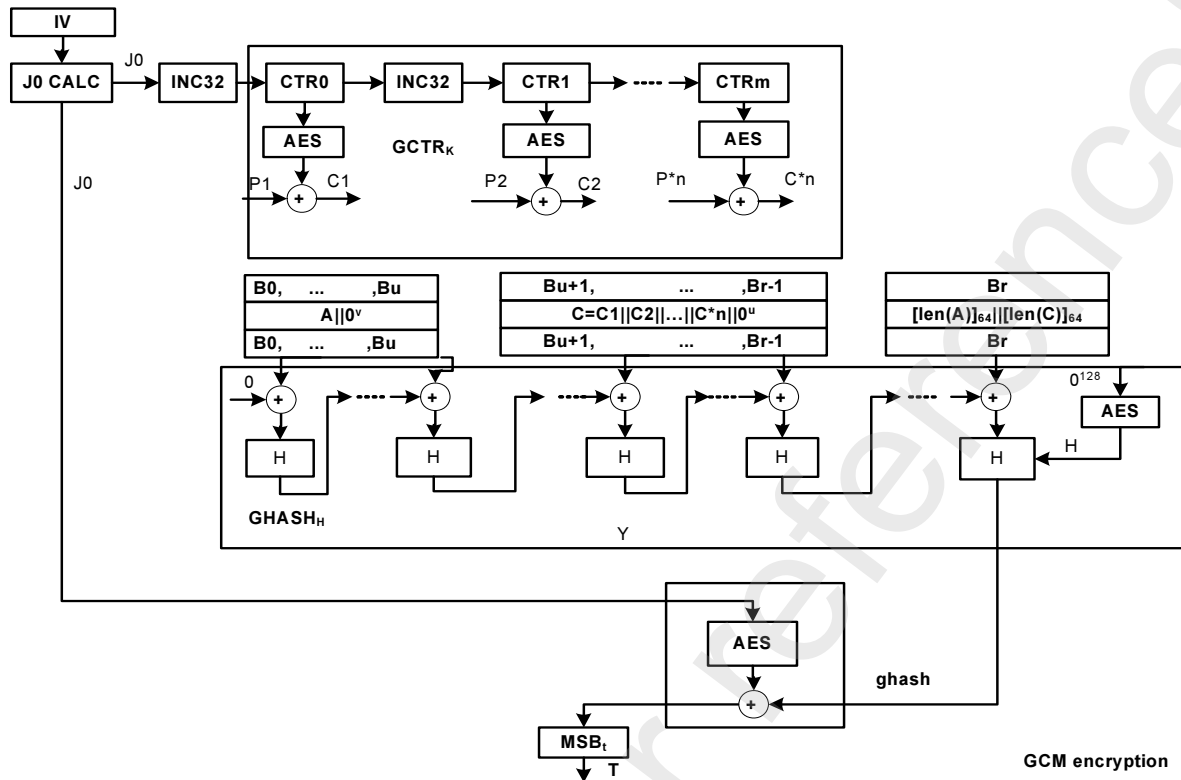 IV
J0 CALC
J0
INC32
CTR0
INC32
CTR1
CTRm
AES
GCTRK
AES
AES
J0
P1
+
C1
P2
+
C2
P*n
+
C*n
B0, ... ,Bu
A||0ᵛ
B0, ... ,Bu
Bu+1, ... ,Br-1
C=C1||C2||...||C*n||0ᵘ
Bu+1, ... ,Br-1
Br
[len(A)]₆₄||[len(C)]₆₄
Br
0
+
+
+
+
+
0¹²⁸
AES
H
H
H
H
H
H
GHASHH
Y
AES
ghash
+
MSBt
T
GCM encryption
r reference